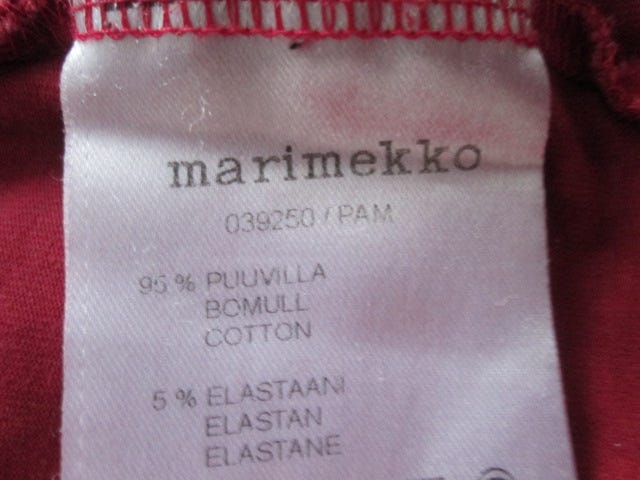 marimekko
039250 / PAM
95 % PUUVILLA
BOMULL
COTTON
5 % ELASTAANI
ELASTAN
ELASTANE